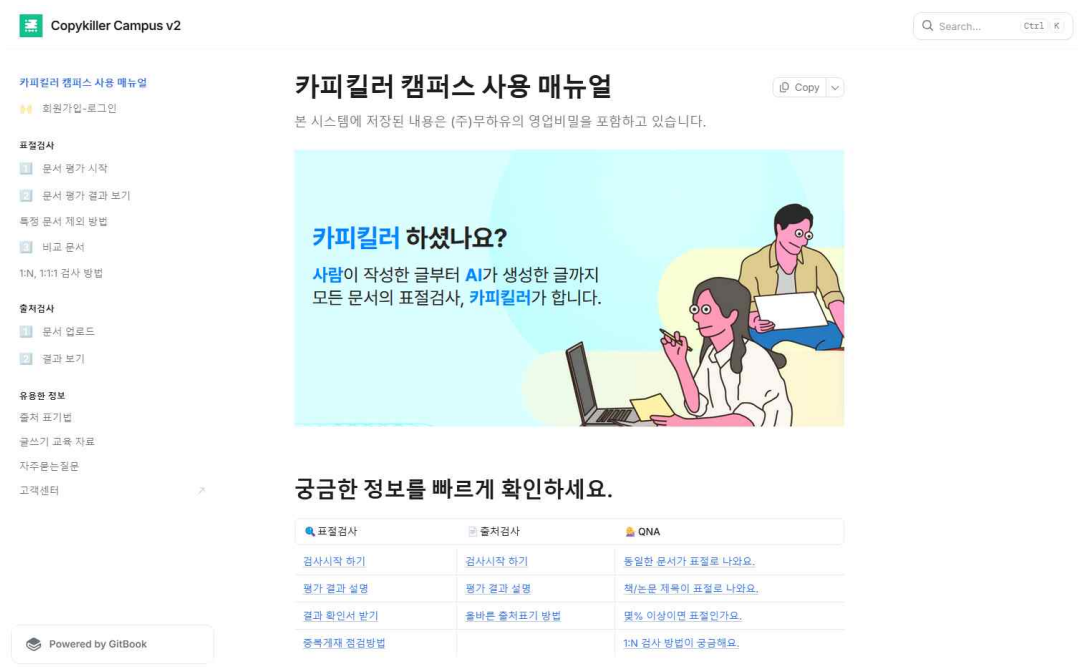 Copykiller Campus v2
Search...
Ctrl K
카피킬러 캠퍼스 사용 매뉴얼
회원가입-로그인
표절검사
1 문서 평가 시작
2 문서 평가 결과 보기
특정 문서 제외 방법
3 비교 문서
1:N, 1:1:1 검사 방법
출처검사
1 문서 업로드
2 결과 보기
유용한 정보
출처 표기법
글쓰기 교육 자료
자주묻는질문
고객센터
Powered by GitBook
카피킬러 캠퍼스 사용 매뉴얼
Copy
본 시스템에 저장된 내용은 (주)무하유의 영업비밀을 포함하고 있습니다.
카피킬러 하셨나요?
사람이 작성한 글부터 AI가 생성한 글까지
모든 문서의 표절검사, 카피킬러가 합니다.
궁금한 정보를 빠르게 확인하세요.
표절검사 출처검사 QNA
검사시작 하기 검사시작 하기 동일한 문서가 표절로 나와요.
평가 결과 설명 평가 결과 설명 책/논문 제목이 표절로 나와요.
결과 확인서 받기 올바른 출처표기 방법 몇% 이상이면 표절인가요.
중복게재 점검방법 1:N 검사 방법이 궁금해요.